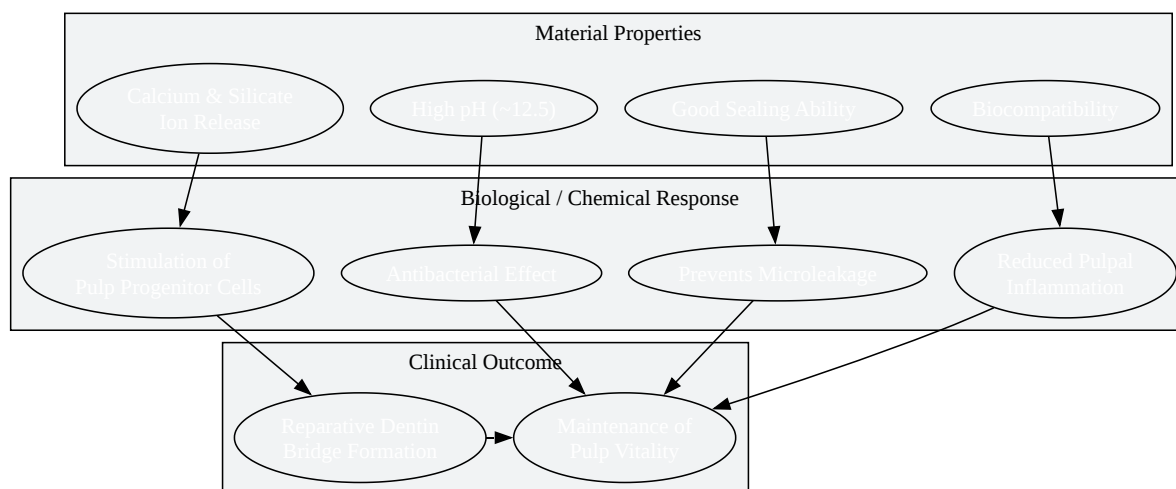 Material Properties
Calcium & Silicate
Ion Release
High pH (~12.5)
Good Sealing Ability
Biocompatibility
Biological / Chemical Response
Stimulation of
Pulp Progenitor Cells
Antibacterial Effect
Prevents Microleakage
Reduced Pulpal
Inflammation
Clinical Outcome
Reparative Dentin
Bridge Formation
Maintenance of
Pulp Vitality